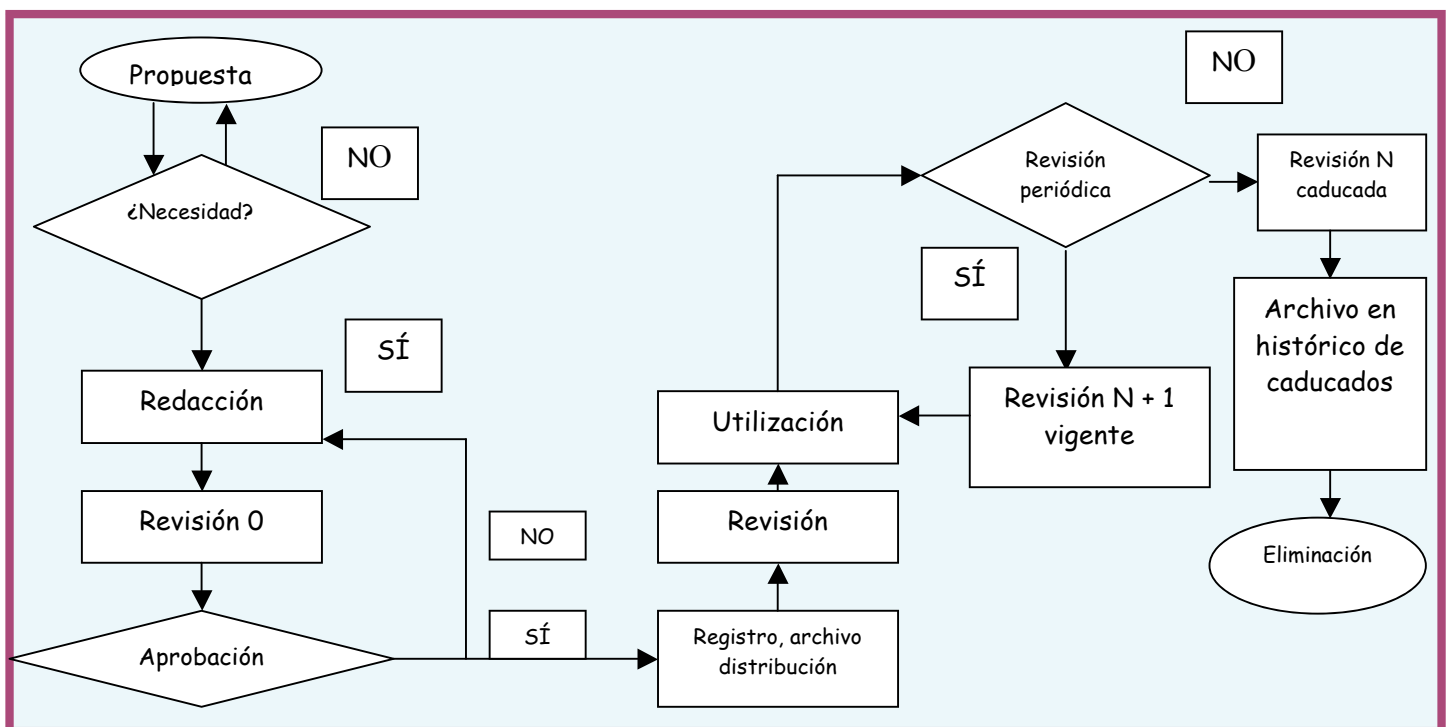 Propuesta
NO
¿Necesidad?
SÍ
Redacción
Revisión 0
NO
Aprobación
SÍ
Registro, archivo
distribución
Revisión
Utilización
Revisión
periódica
NO
SÍ
Revisión N + 1
vigente
Revisión N
caducada
Archivo en
histórico de
caducados
Eliminación